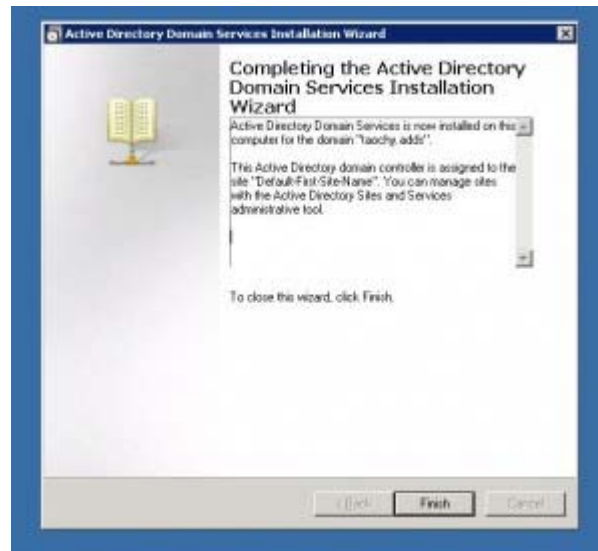 Active Directory Domain Services Installation Wizard
Completing the Active Directory
Domain Services Installation
Wizard
Active Directory Domain Services is now installed on this
computer for the domain "taochy.adds".
This Active Directory domain controller is assigned to the
site "Default-First-Site-Name". You can manage sites
with the Active Directory Sites and Services
administrative tool.
To close this wizard, click Finish.
< Back Finish Cancel